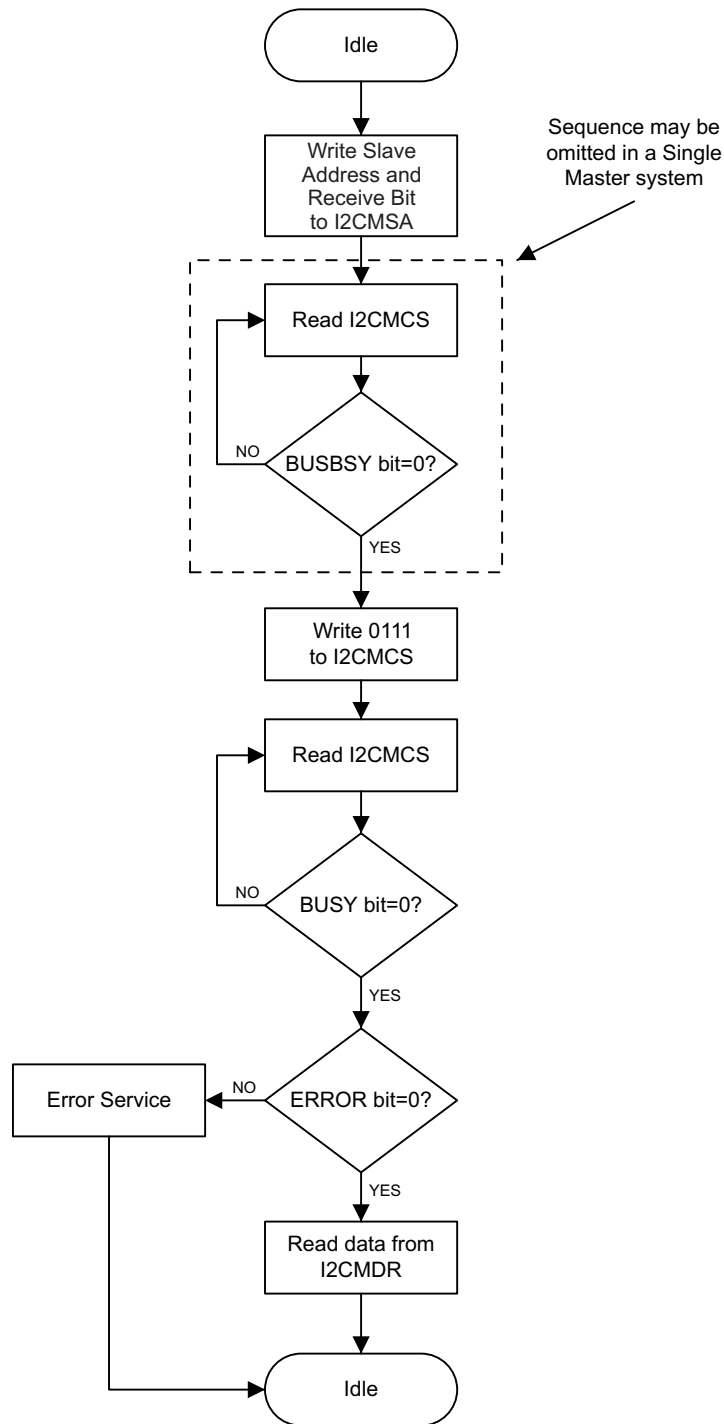 Idle
Write Slave
Address and
Receive Bit
to I2CMSA
Sequence may be
omitted in a Single
Master system
Read I2CMCS
NO
BUSBSY bit=0?
YES
Write 0111
to I2CMCS
Read I2CMCS
NO
BUSY bit=0?
YES
Error Service
NO
ERROR bit=0?
YES
Read data from
I2CMDR
Idle